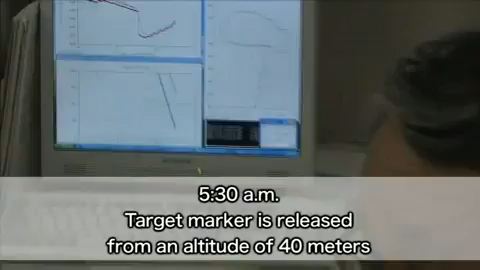 5:30 a.m.
Target marker is released
from an altitude of 40 meters